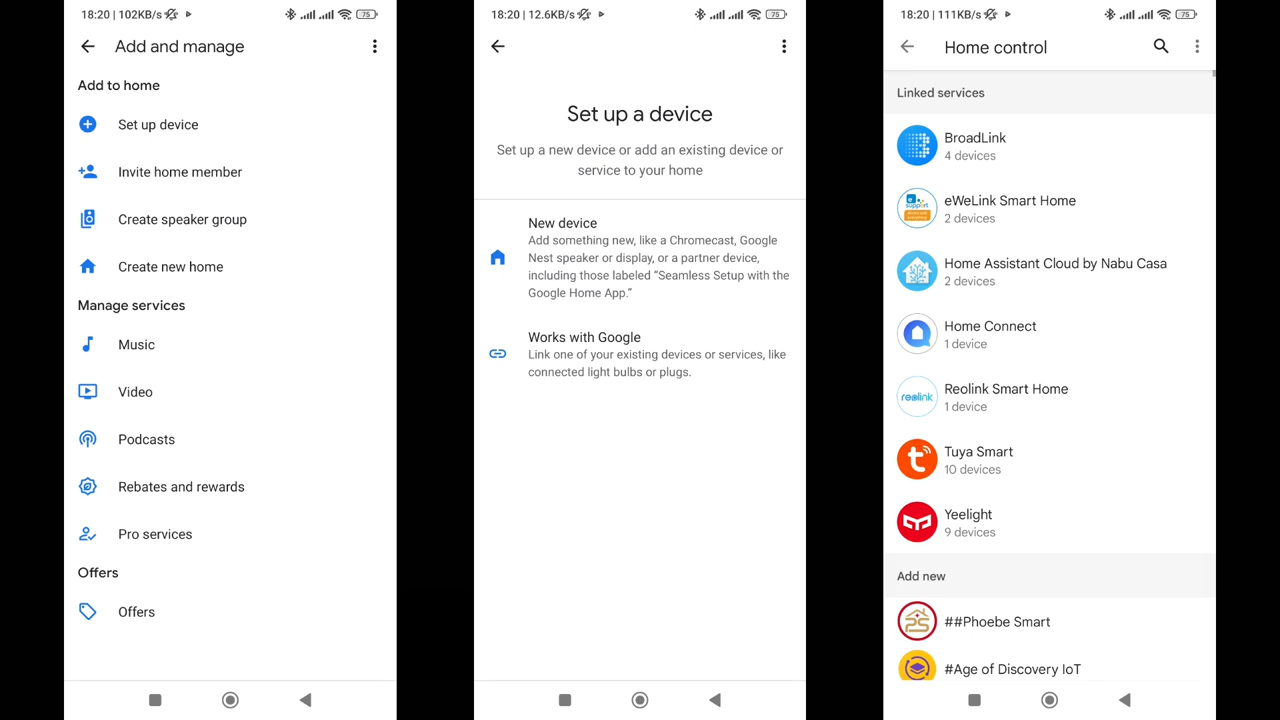 18:20 | 102KB/s
75
Add and manage
Add to home
Set up device
Invite home member
Create speaker group
Create new home
Manage services
Music
Video
Podcasts
Rebates and rewards
Pro services
Offers
Offers
18:20 | 12.6KB/s
75
Set up a device
Set up a new device or add an existing device or
service to your home
New device
Add something new, like a Chromecast, Google
Nest speaker or display, or a partner device,
including those labeled “Seamless Setup with the
Google Home App.”
Works with Google
Link one of your existing devices or services, like
connected light bulbs or plugs.
18:20 | 111KB/s
75
Home control
Linked services
BroadLink
4 devices
eWeLink Smart Home
2 devices
Home Assistant Cloud by Nabu Casa
2 devices
Home Connect
1 device
reolink
Reolink Smart Home
1 device
Tuya Smart
10 devices
Yeelight
9 devices
Add new
##Phoebe Smart
#Age of Discovery IoT